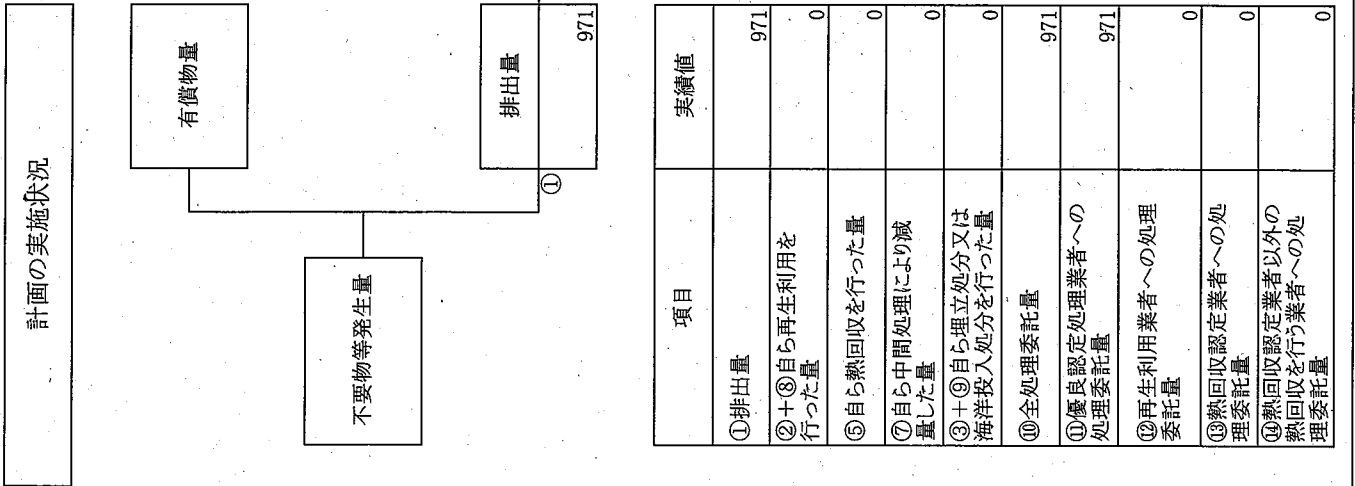 計画の実施状況
有償物量
不要物等発生量
排出量
①
971
項目 実績値
①排出量 971
②+⑧自ら再生利用を
行った量 0
⑤自ら熱回収を行った量 0
⑦自ら中間処理により減
量した量 0
③+⑨自ら埋立処分又は
海洋投入処分を行った量 0
⑩全処理委託量 971
⑪優良認定処理業者への
処理委託量 971
⑫再生利用業者への処理
委託量 0
⑬熱回収認定業者への処
理委託量 0
⑭熱回収認定業者以外の
熱回収を行う業者への処
理委託量 0